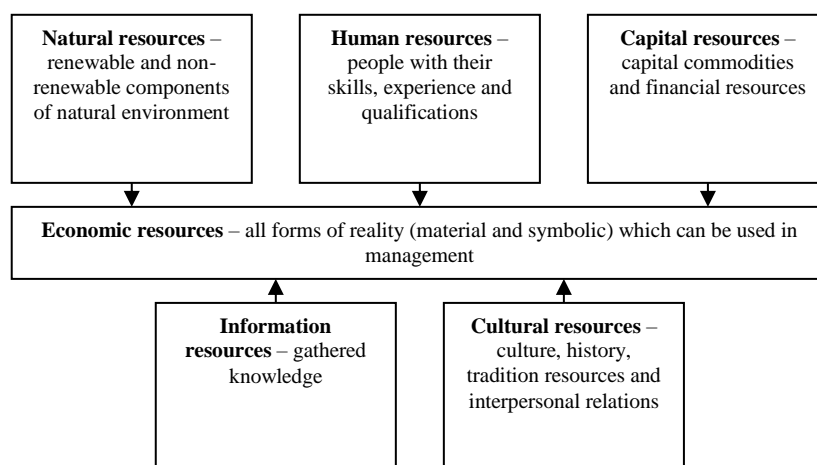 Natural resources –
renewable and non-
renewable components
of natural environment
Human resources –
people with their
skills, experience and
qualifications
Capital resources –
capital commodities
and financial resources
Economic resources – all forms of reality (material and symbolic) which can be used in
management
Information
resources – gathered
knowledge
Cultural resources –
culture, history,
tradition resources and
interpersonal relations